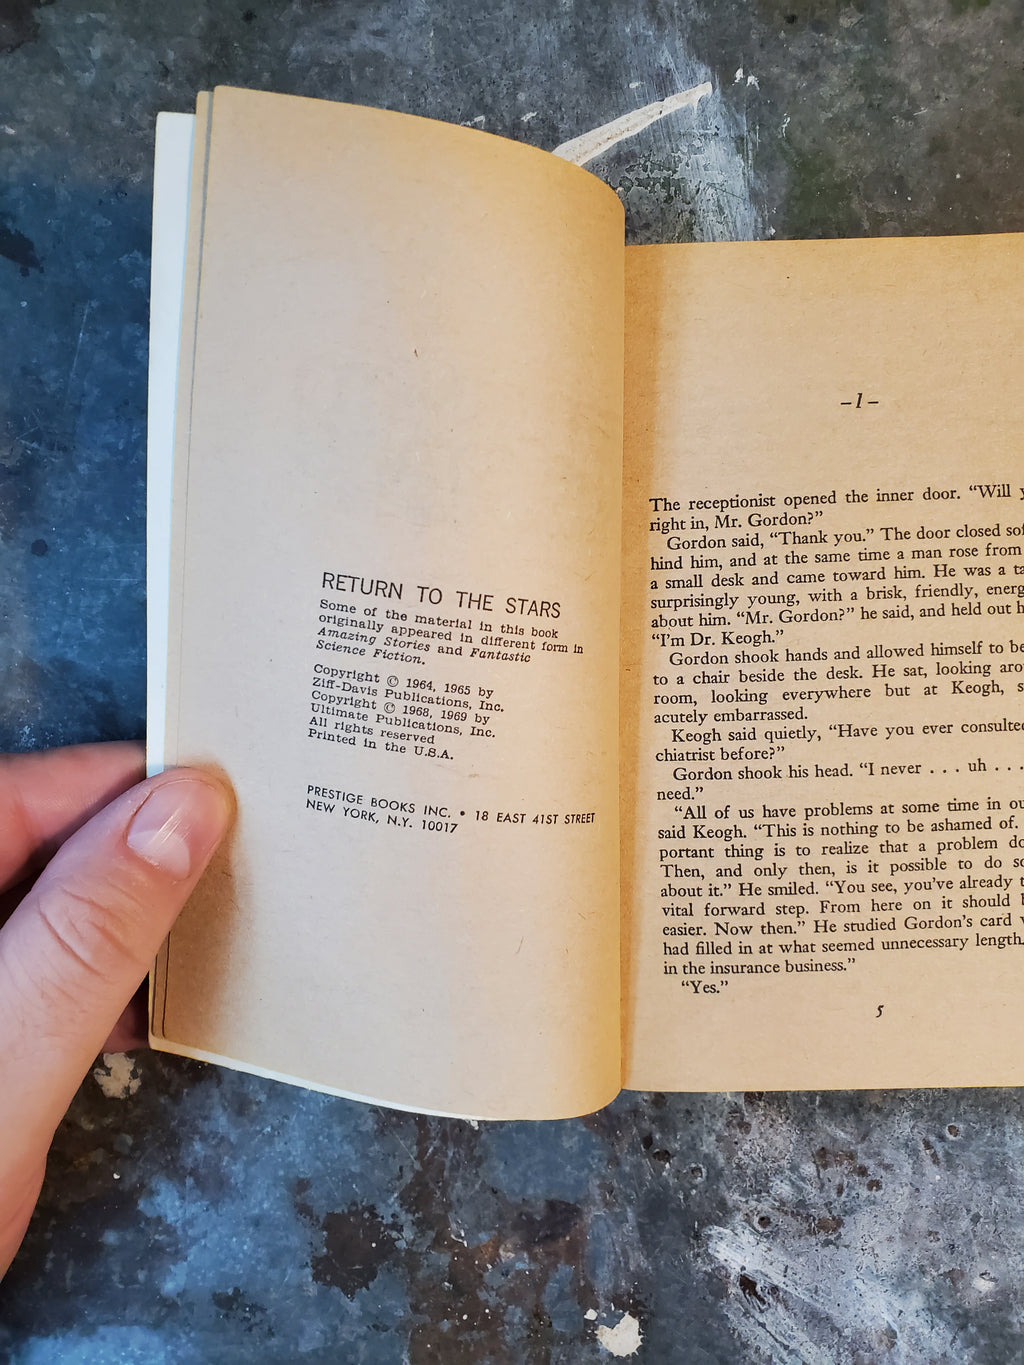 RETURN TO THE STARS
Some of the material in this book
originally appeared in different form in
Amazing Stories and Fantastic
Science Fiction.
Copyright © 1964, 1965 by
Ziff-Davis Publications, Inc.
Copyright © 1968, 1969 by
Ultimate Publications, Inc.
All rights reserved
Printed in the U.S.A.
PRESTIGE BOOKS INC. • 18 EAST 41ST STREET
NEW YORK, N.Y. 10017
–1–
The receptionist opened the inner door. “Will
right in, Mr. Gordon?”
Gordon said, “Thank you.” The door closed
hind him, and at the same time a man rose from
a small desk and came toward him. He was a
surprisingly young, with a brisk, friendly,
about him. “Mr. Gordon?” he said, and held out
“I’m Dr. Keogh.”
Gordon shook hands and allowed himself to
to a chair beside the desk. He sat, looking
room, looking everywhere but at Keogh,
acutely embarrassed.
Keogh said quietly, “Have you ever
chiatrist before?”
Gordon shook his head. “I never . . . uh . . .
need.”
“All of us have problems at some time in
said Keogh. “This is nothing to be ashamed of.
portant thing is to realize that a problem
Then, and only then, is it possible to do
about it.” He smiled. “You see, you’ve already
vital forward step. From here on it should
easier. Now then.” He studied Gordon’s card
had filled in at what seemed unnecessary length.
in the insurance business.”
“Yes.”
5